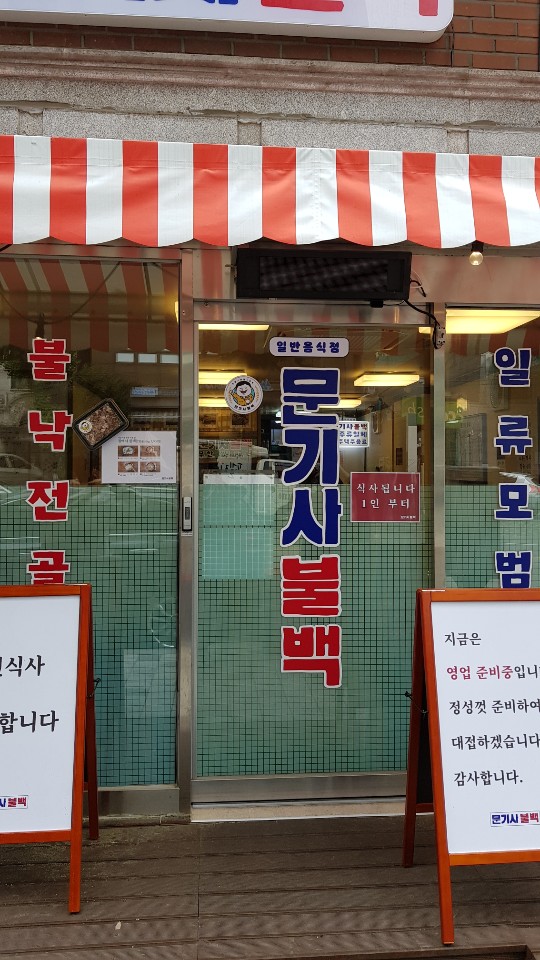 불낙전골
일반음식점
문기사불백
식사됩니다
1인 부터
일류모범
식사
합니다
문기사불백
지금은
영업 준비중입니
정성껏 준비하여
대접하겠습니다
감사합니다.
문기사불백